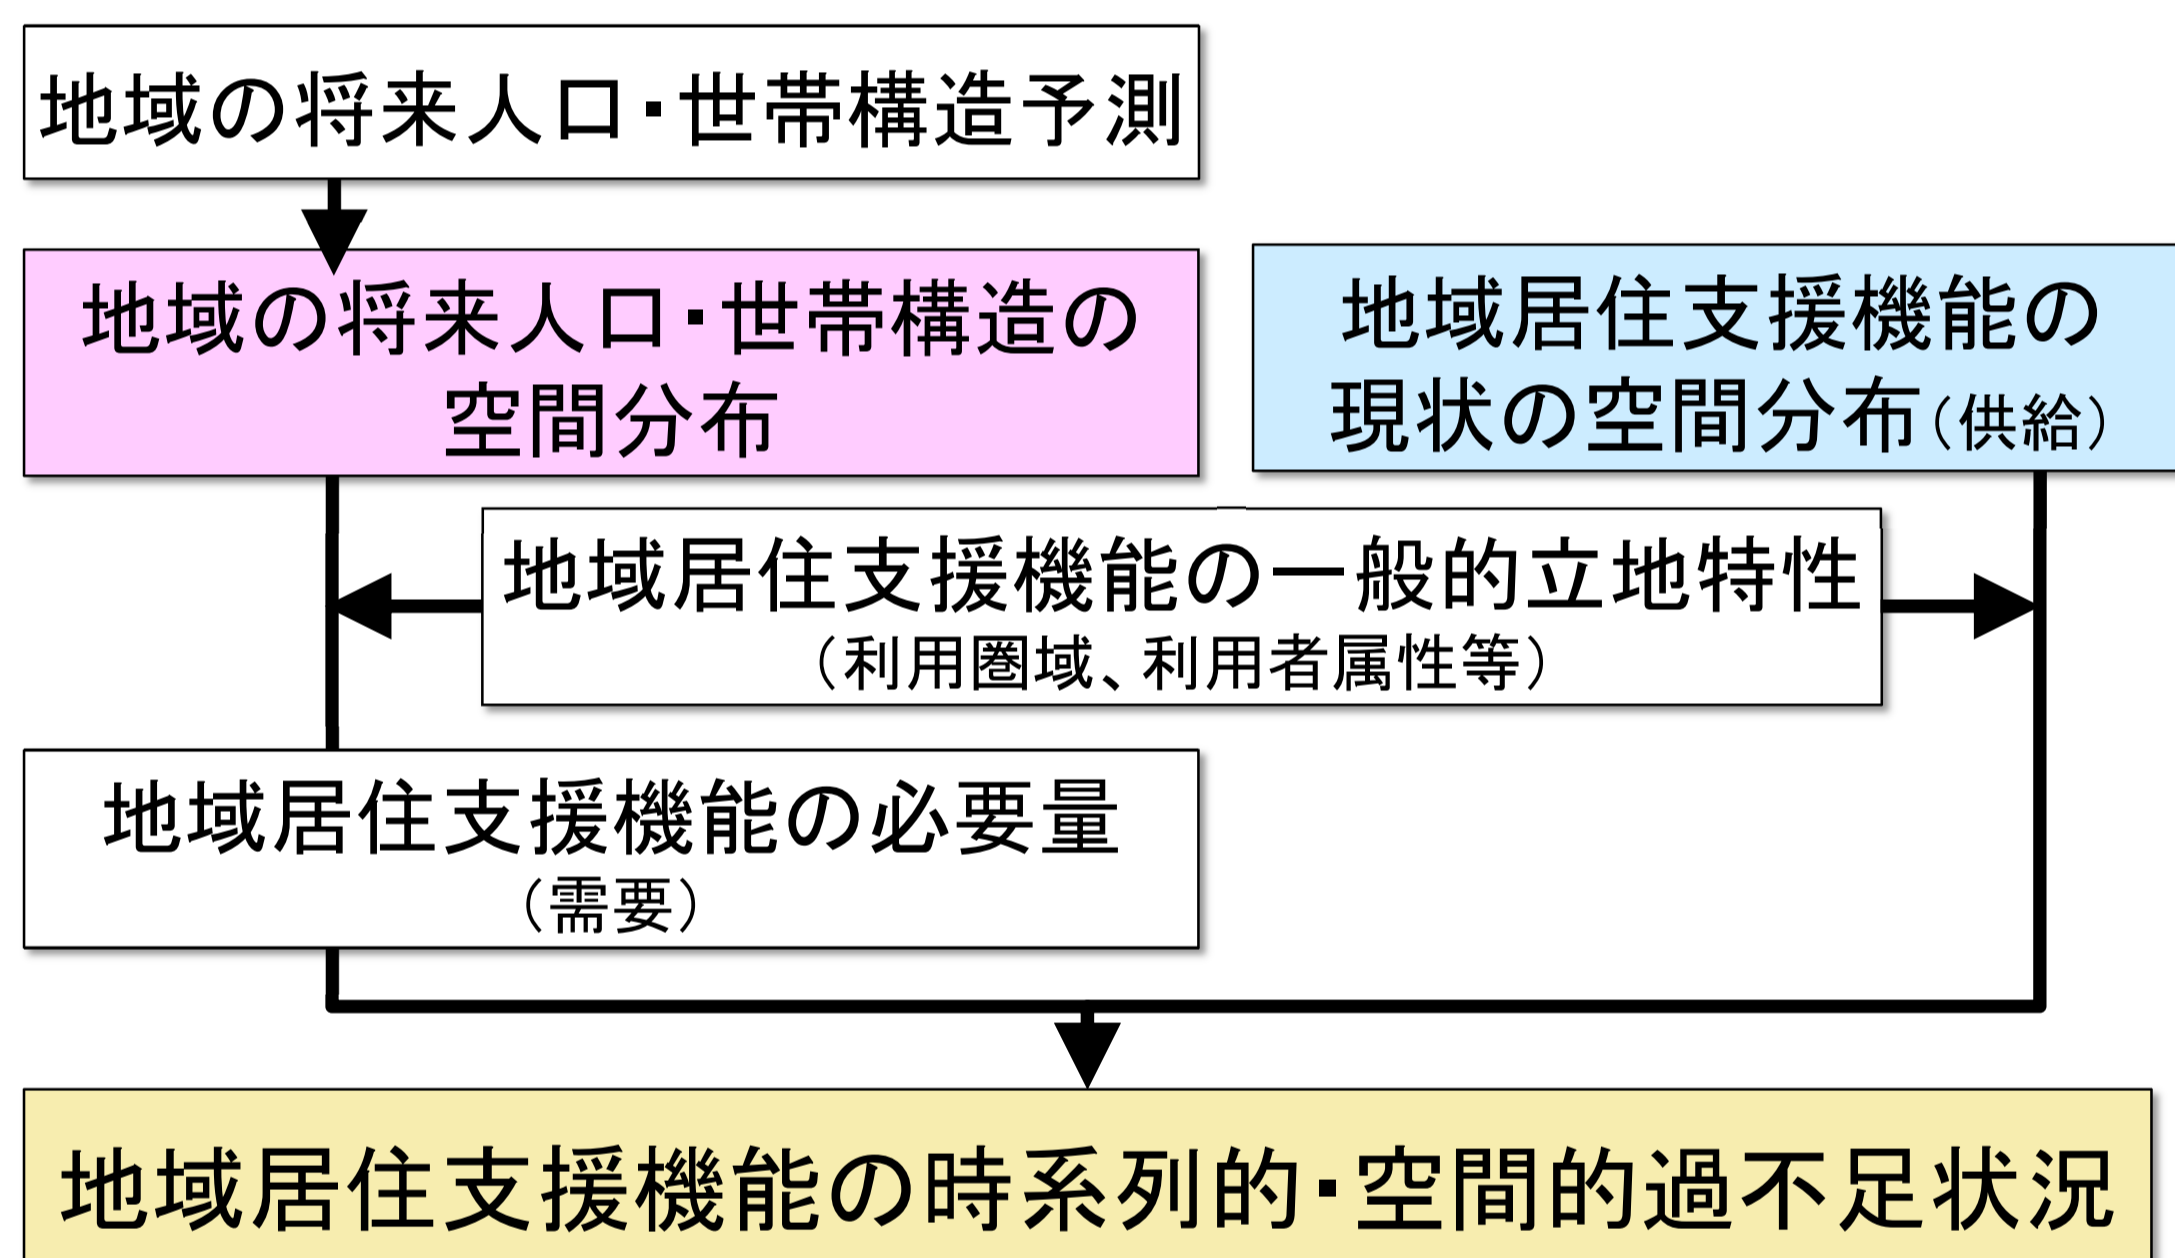 地域の将来人口・世帯構造予測
地域の将来人口・世帯構造の
空間分布
地域居住支援機能の
現状の空間分布（供給）
地域居住支援機能の一般的立地特性
（利用圏域、利用者属性等）
地域居住支援機能の必要量
（需要）
地域居住支援機能の時系列的・空間的過不足状況